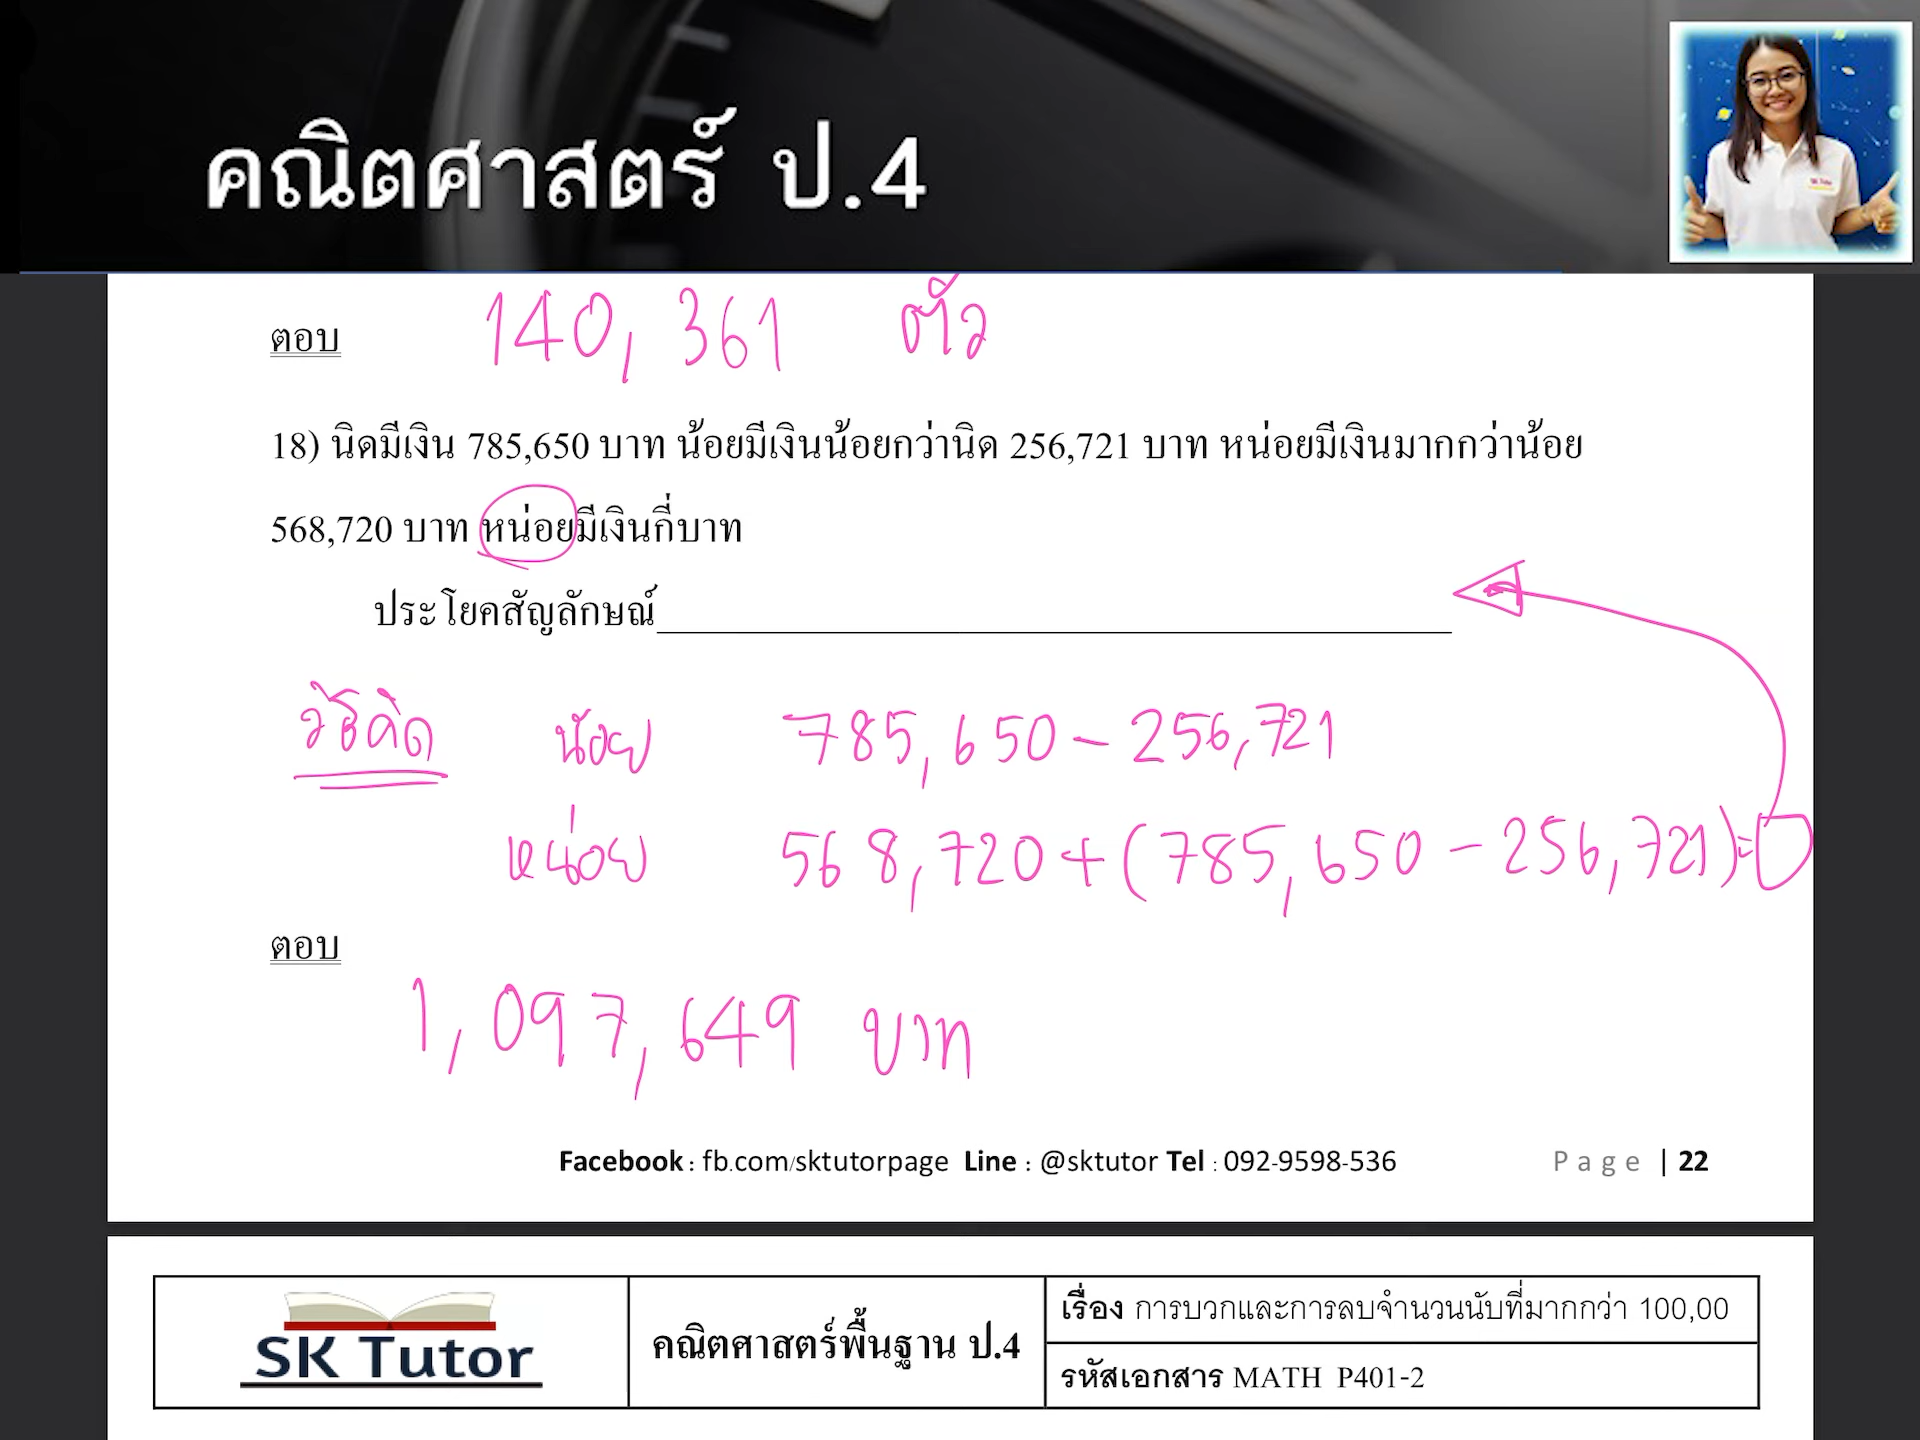 คณิตศาสตร์ ป.4
ตอบ 140,361 ตัว
18) นิดมีเงิน 785,650 บาท น้อยมีเงินน้อยกว่านิด 256,721 บาท หน่อยมีเงินมากกว่าน้อย
568,720 บาท หน่อยมีเงินกี่บาท
ประโยคสัญลักษณ์
วิธีคิด น้อย 785,650 - 256,721
หน่อย 568,720 + (785,650 - 256,721) = □
ตอบ
1,097,649 บาท
Facebook : fb.com/sktutorpage Line : @sktutor Tel : 092-9598-536 Page | 22
SK Tutor
คณิตศาสตร์พื้นฐาน ป.4
เรื่อง การบวกและการลบจำนวนนับที่มากกว่า 100,00
รหัสเอกสาร MATH P401-2